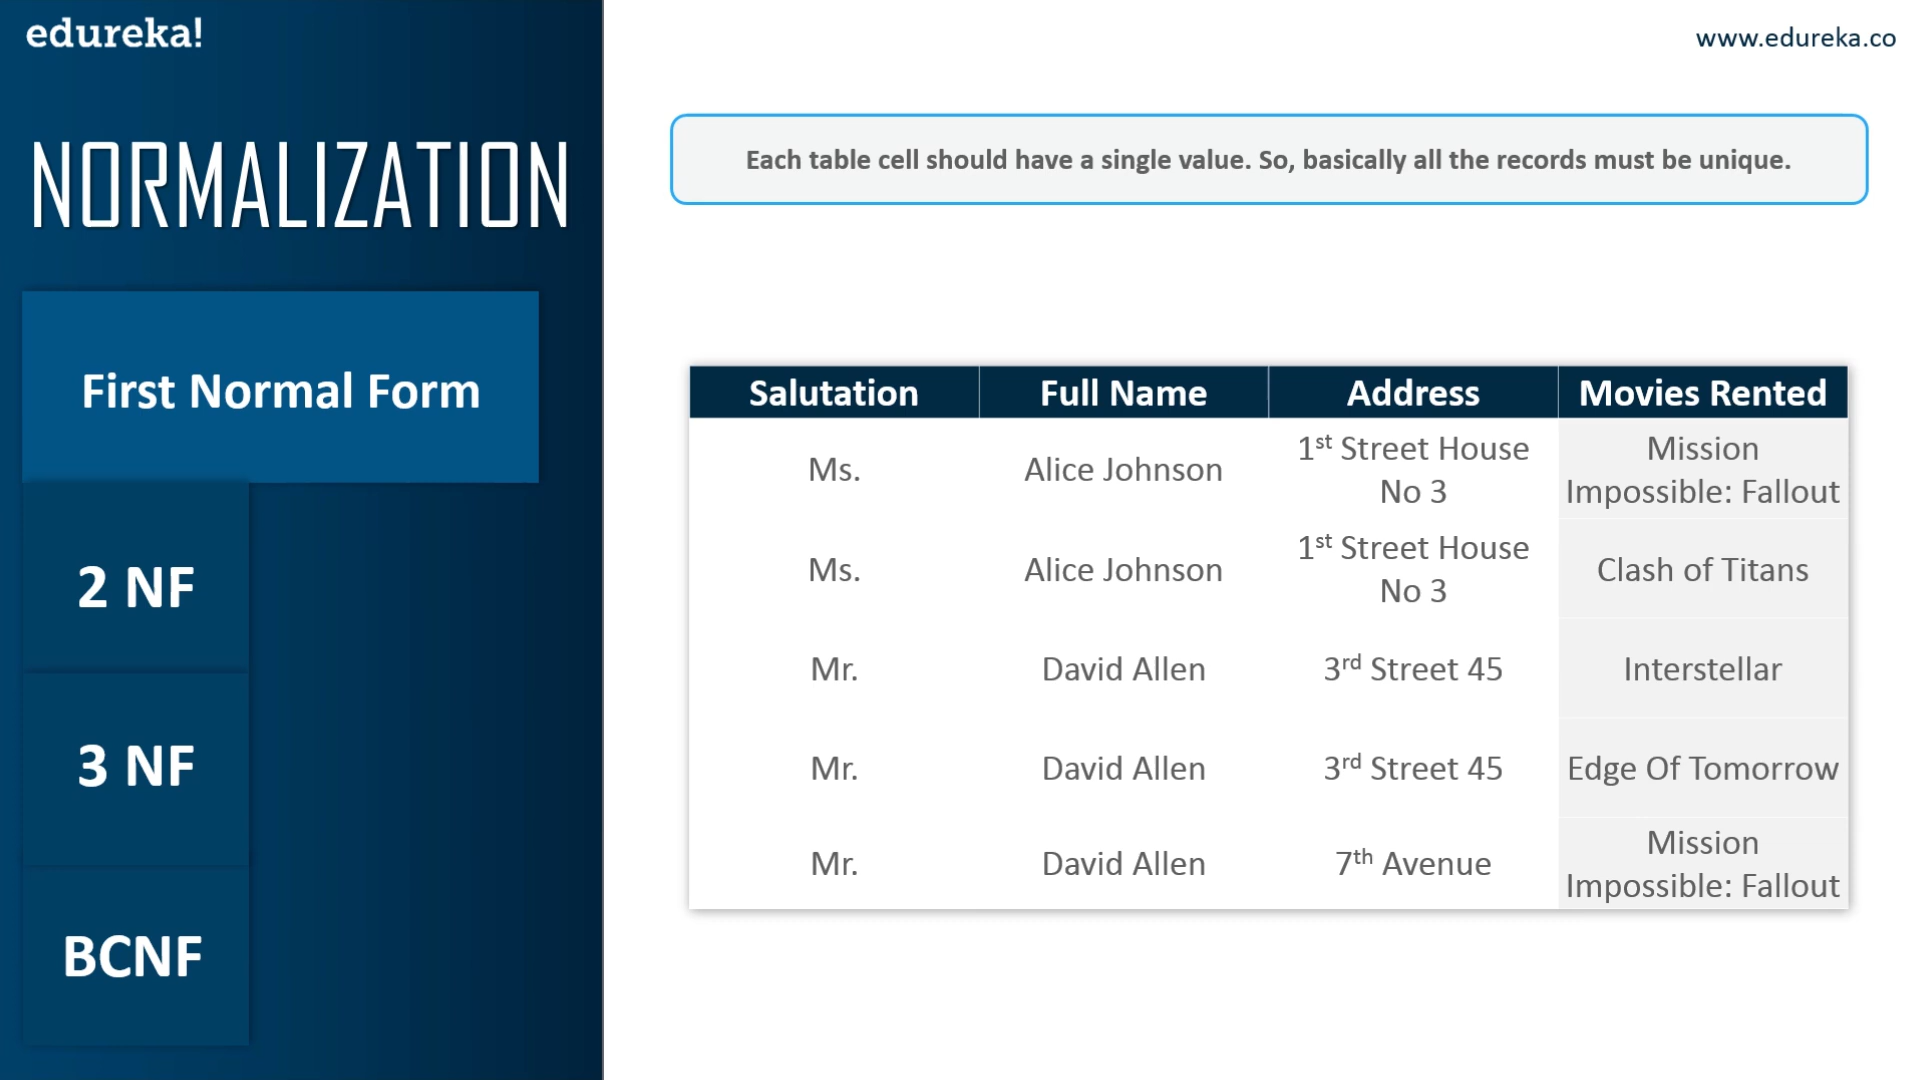 edureka!
www.edureka.co
NORMALIZATION
Each table cell should have a single value. So, basically all the records must be unique.
First Normal Form
2 NF
3 NF
BCNF
Salutation Full Name Address Movies Rented
Ms. Alice Johnson 1st Street House No 3 Mission Impossible: Fallout
Ms. Alice Johnson 1st Street House No 3 Clash of Titans
Mr. David Allen 3rd Street 45 Interstellar
Mr. David Allen 3rd Street 45 Edge Of Tomorrow
Mr. David Allen 7th Avenue Mission Impossible: Fallout